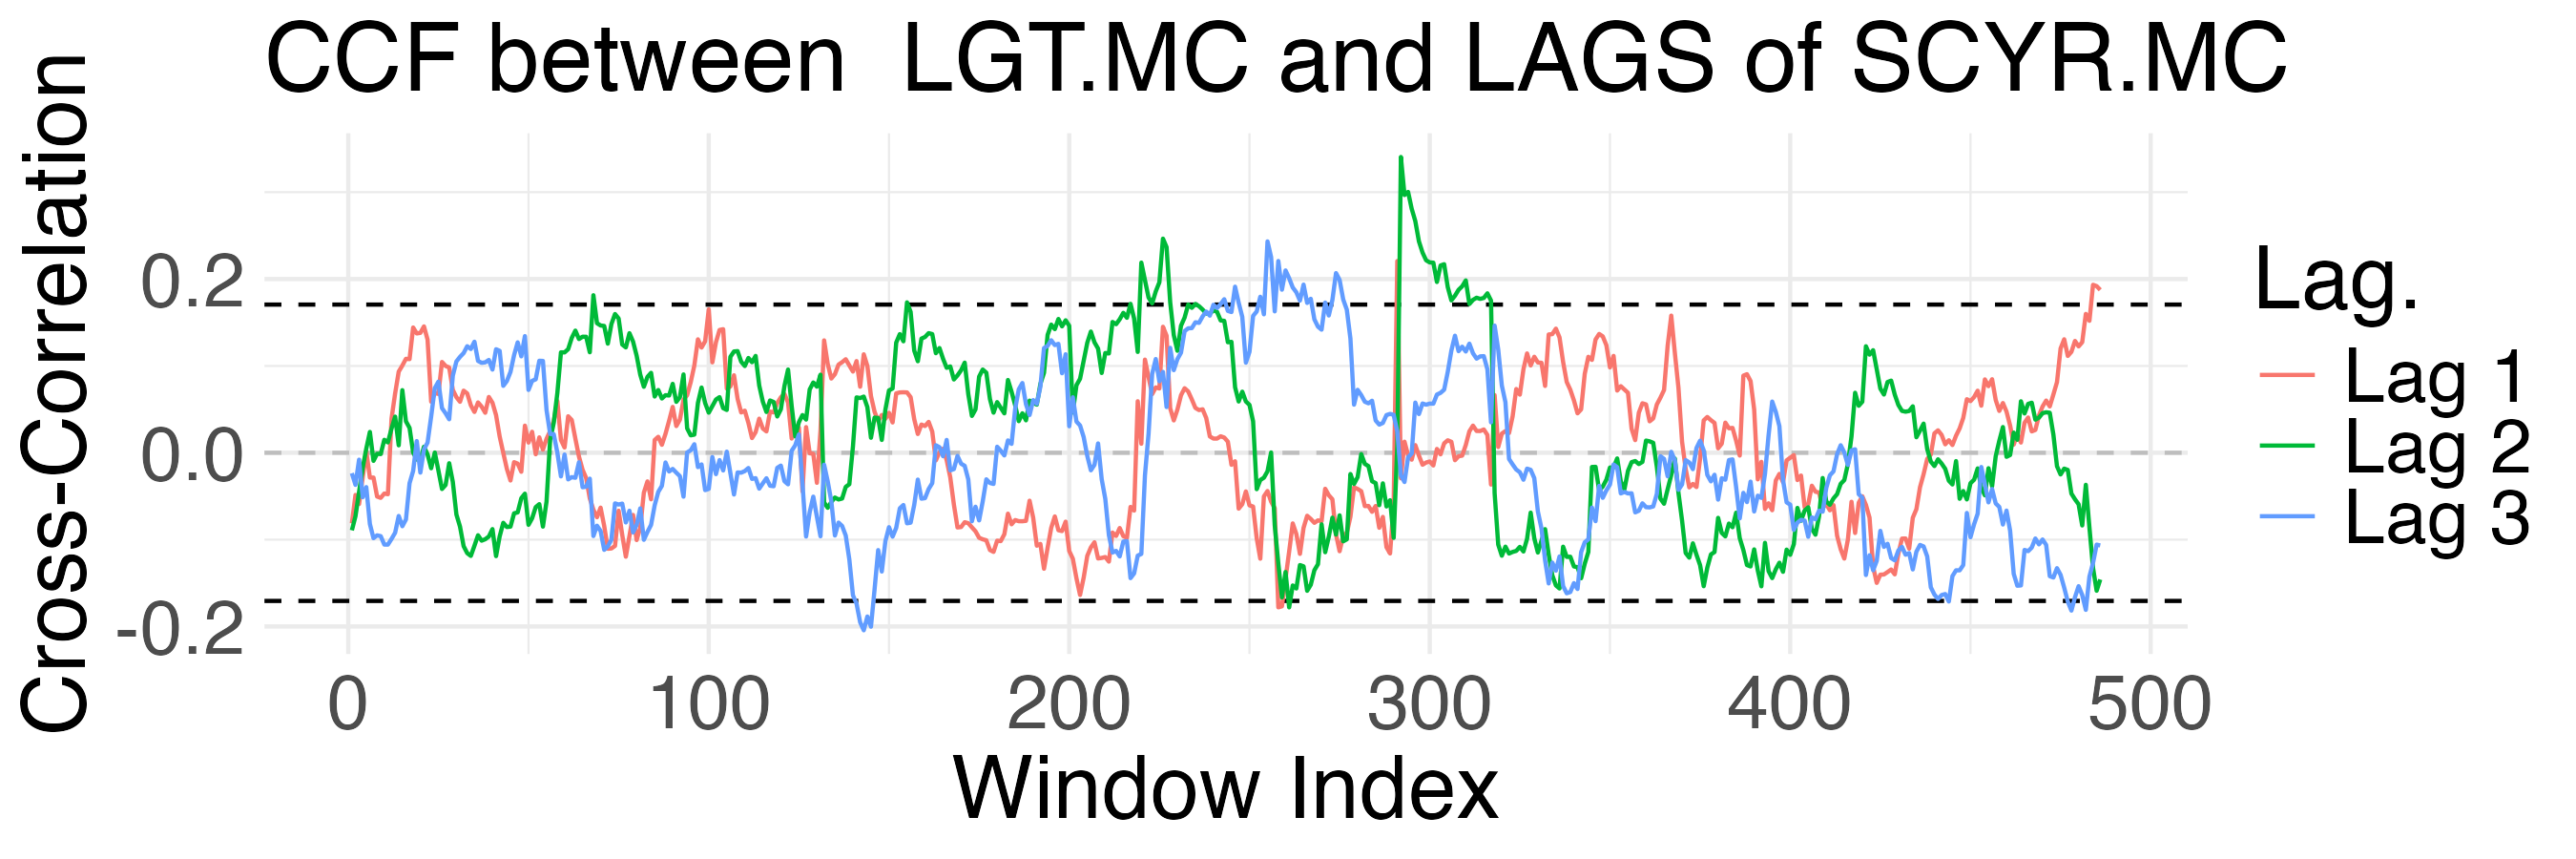 CCF between  LGT.MC and LAGS of SCYR.MC
Cross-Correlation
0.2
0.0
-0.2
0
100
200
300
400
500
Window Index
Lag.
Lag 1
Lag 2
Lag 3